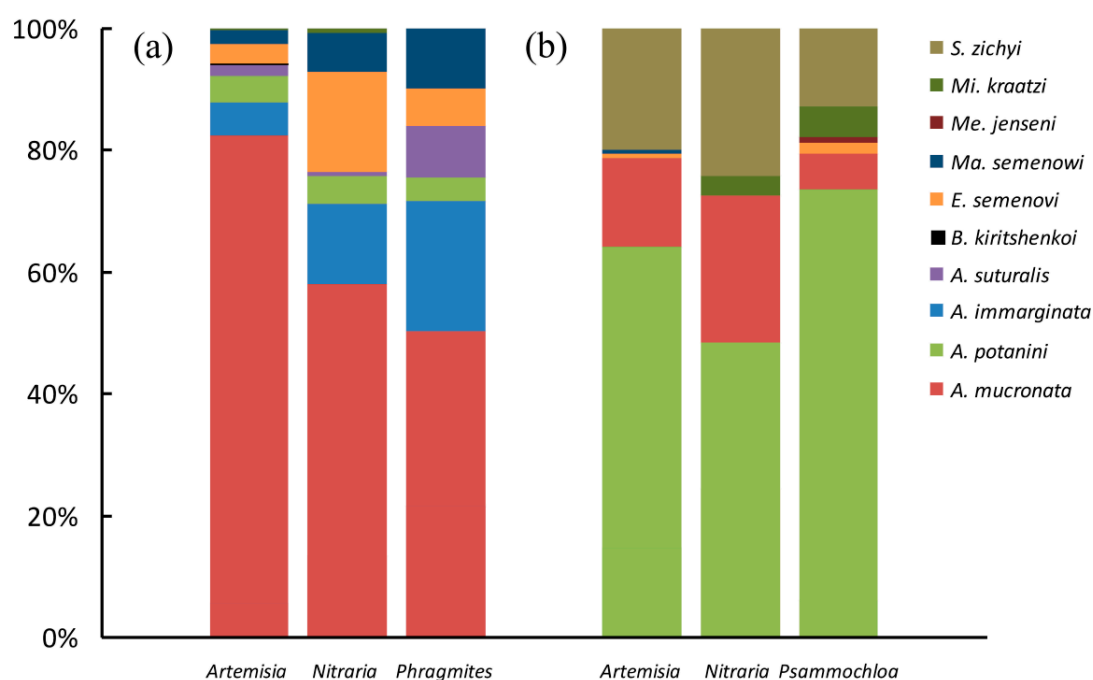 100%
80%
60%
40%
20%
0%
(a)
(b)
S. zichyi
Mi. kraatzi
Me. jenseni
Ma. semenowi
E. semenovi
B. kiritshenkoi
A. suturalis
A. immarginata
A. potanini
A. mucronata
Artemisia Nitraria Phragmites Artemisia Nitraria Psammochloa